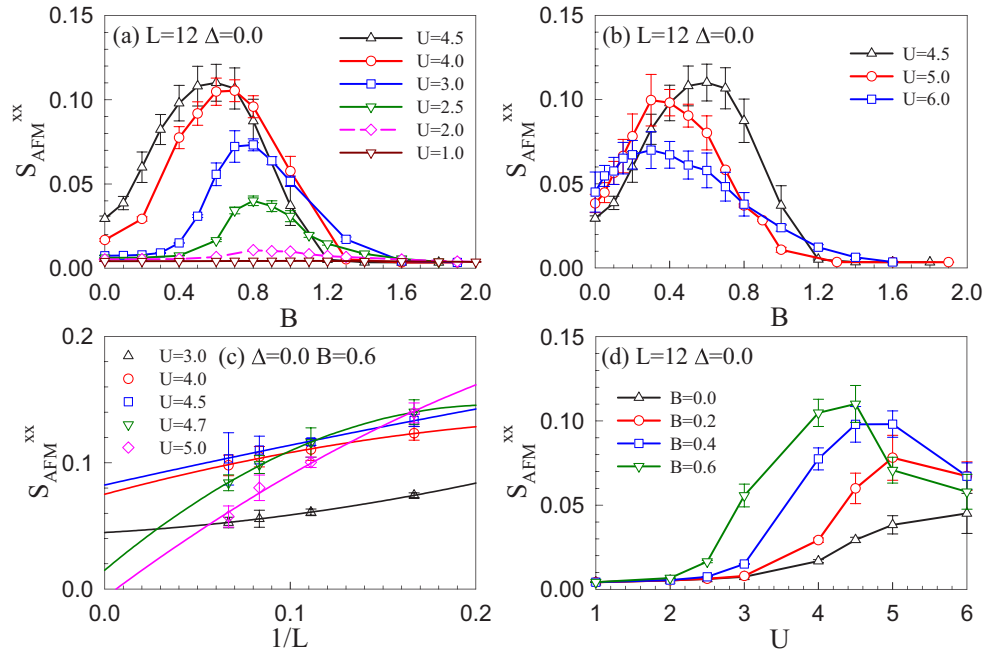 (a) L=12 Δ=0.0
U=4.5
U=4.0
U=3.0
U=2.5
U=2.0
U=1.0
S_AFM^xx
0.15
0.10
0.05
0.00
0.0 0.4 0.8 1.2 1.6 2.0
B
(b) L=12 Δ=0.0
U=4.5
U=5.0
U=6.0
S_AFM^xx
0.15
0.10
0.05
0.00
0.0 0.4 0.8 1.2 1.6 2.0
B
(c) Δ=0.0 B=0.6
U=3.0
U=4.0
U=4.5
U=4.7
U=5.0
S_AFM^xx
0.2
0.1
0.0
0.0 0.1 0.2
1/L
(d) L=12 Δ=0.0
B=0.0
B=0.2
B=0.4
B=0.6
S_AFM^xx
0.15
0.10
0.05
0.00
1 2 3 4 5 6
U